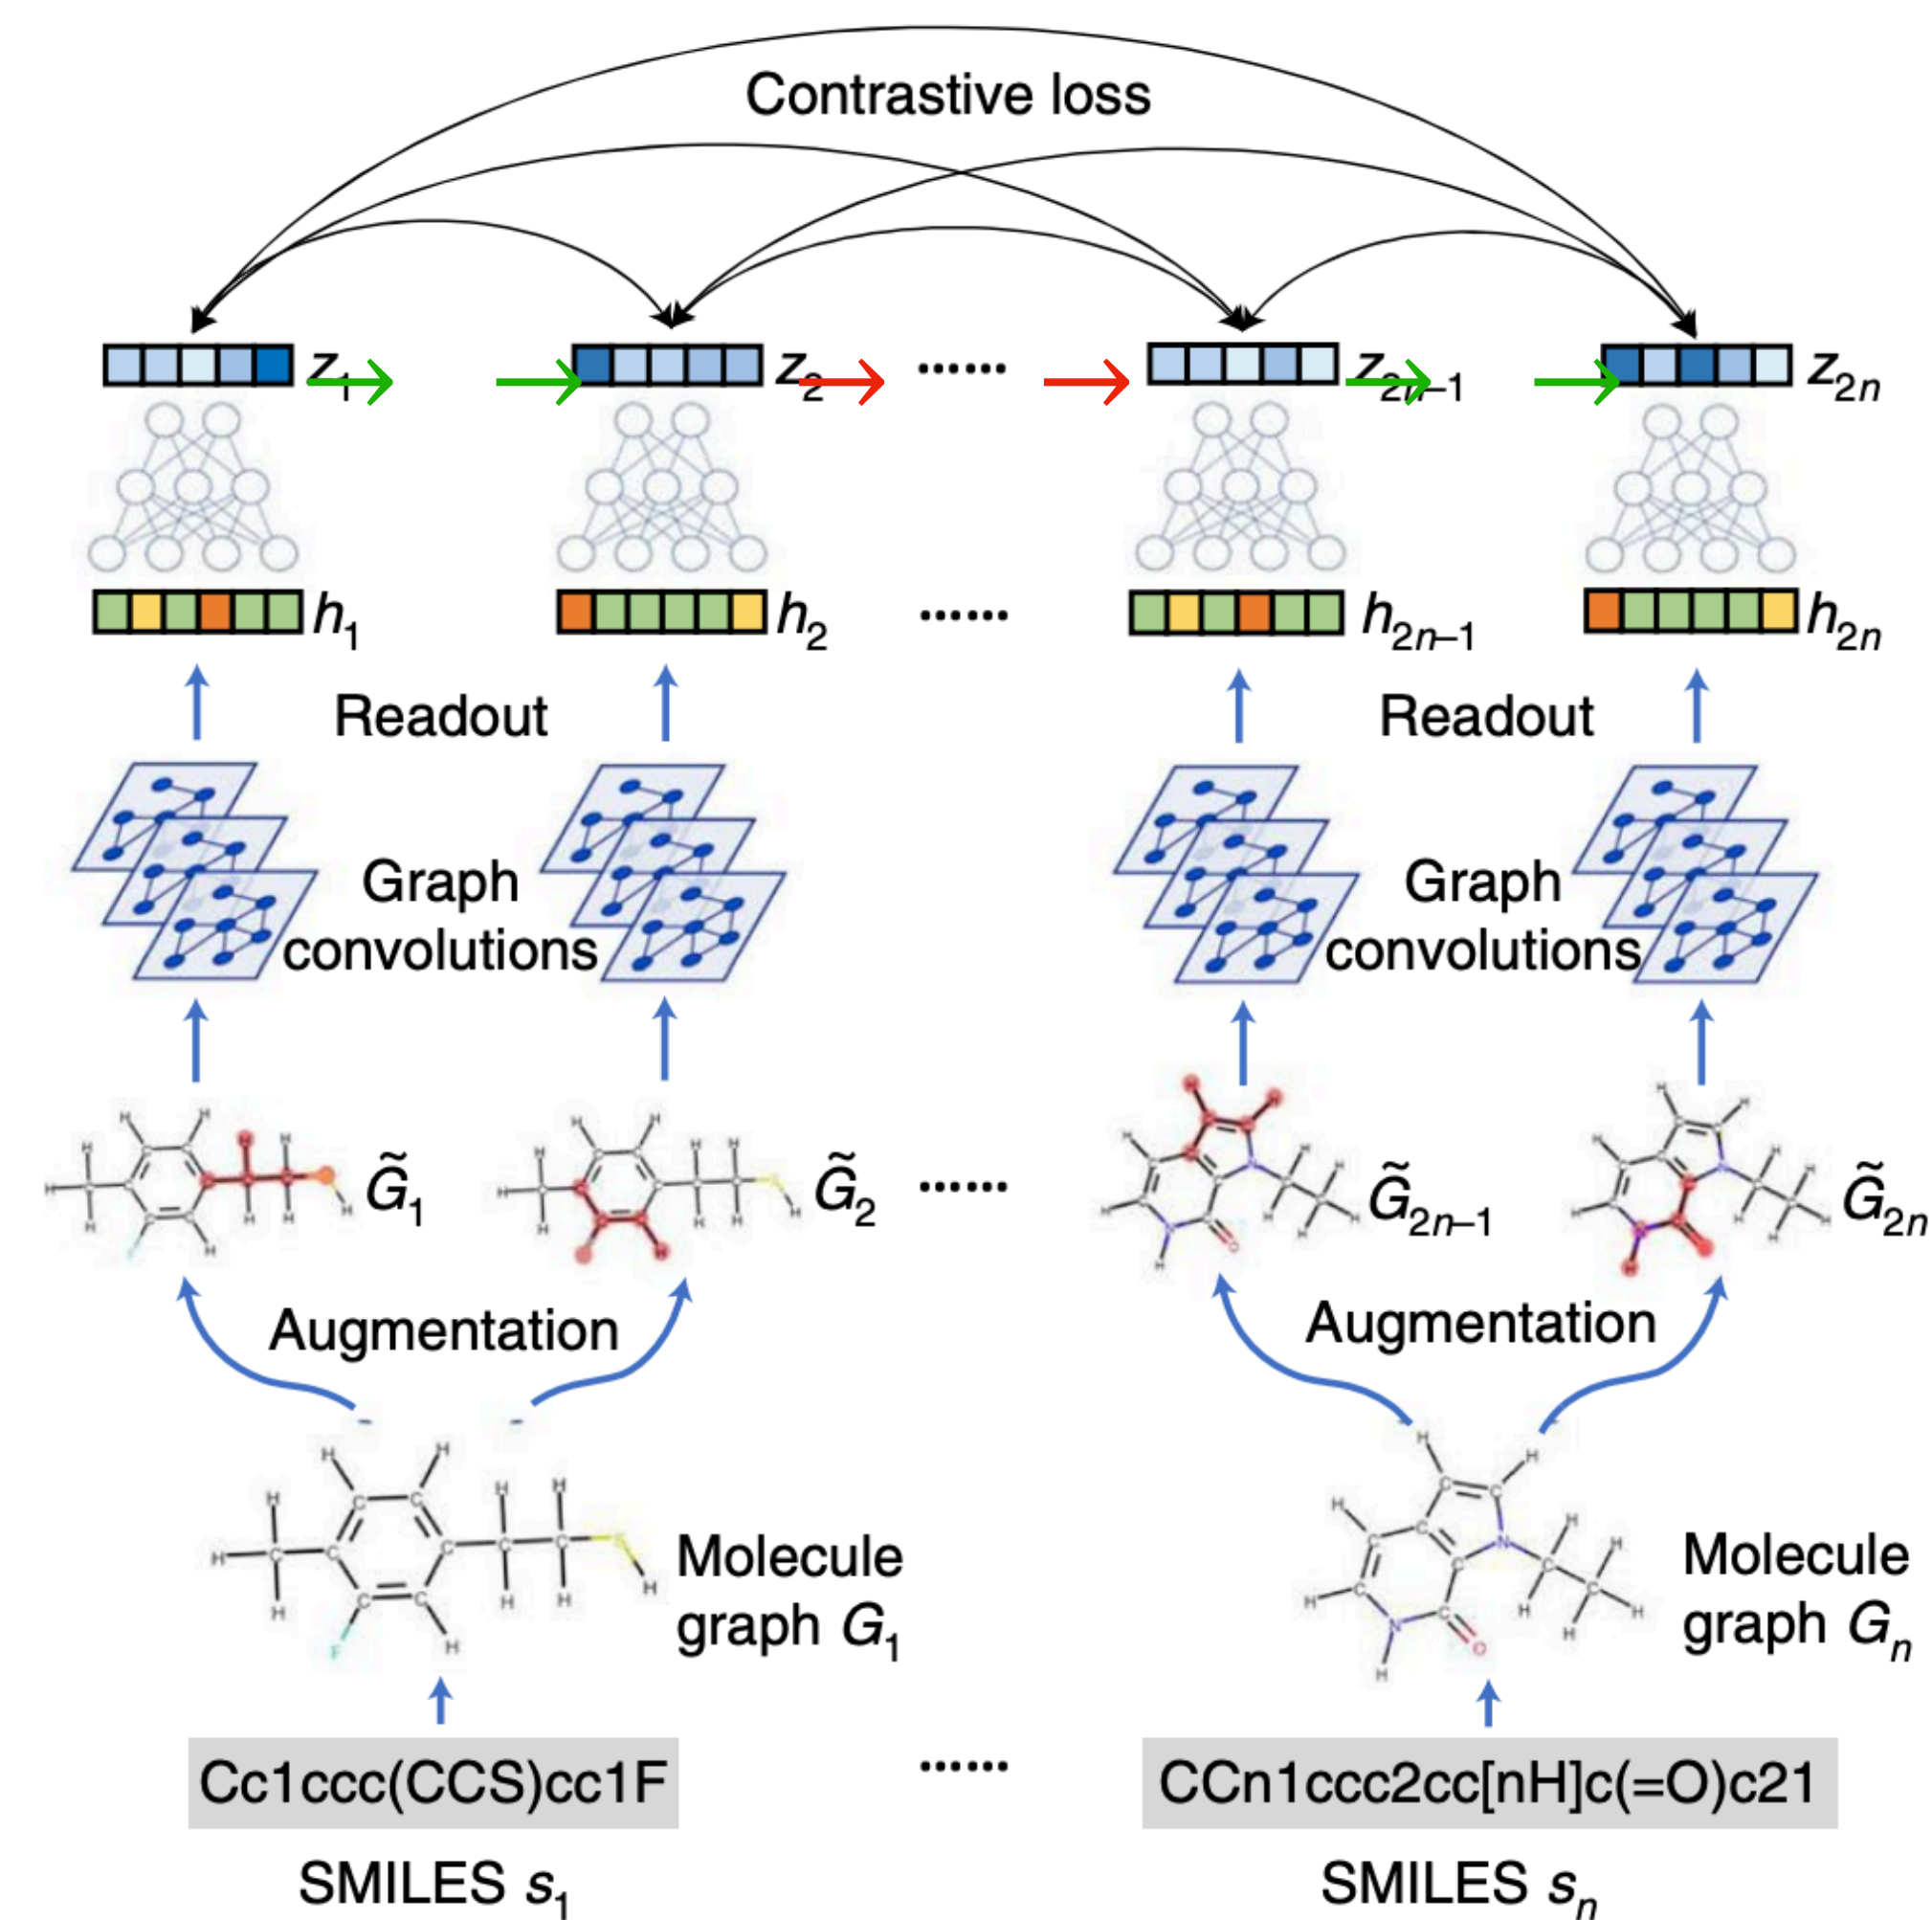 Contrastive loss
z1 z2 ...... z2n–1 z2n
h1 h2 ...... h2n–1 h2n
Readout Readout
Graph Graph
convolutions convolutions
G̃1 G̃2 ...... G̃2n–1 G̃2n
Augmentation Augmentation
Molecule
graph G1
Molecule
graph Gn
Cc1ccc(CCS)cc1F ...... CCn1ccc2cc[nH]c(=O)c21
SMILES s1 SMILES sn